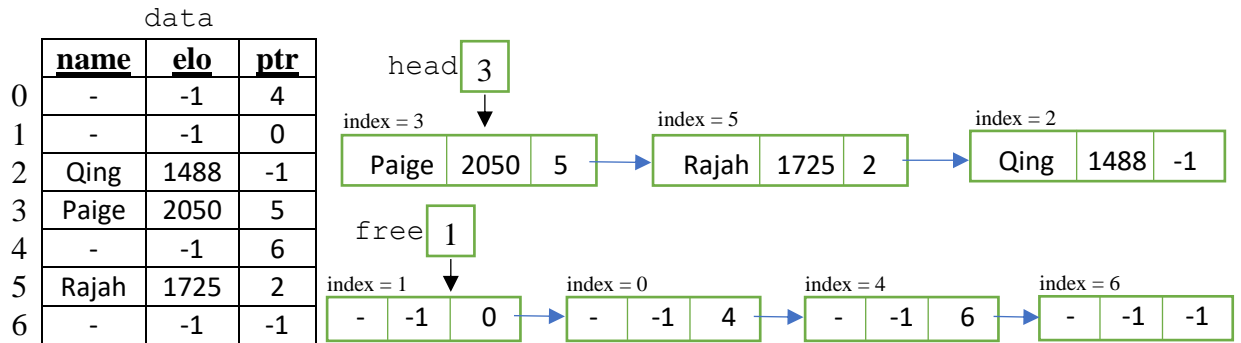 data
name elo ptr
0 - -1 4
1 - -1 0
2 Qing 1488 -1
3 Paige 2050 5
4 - -1 6
5 Rajah 1725 2
6 - -1 -1
head 3
index = 3 index = 5 index = 2
Paige 2050 5 Rajah 1725 2 Qing 1488 -1
free 1
index = 1 index = 0 index = 4 index = 6
- -1 0 - -1 4 - -1 6 - -1 -1